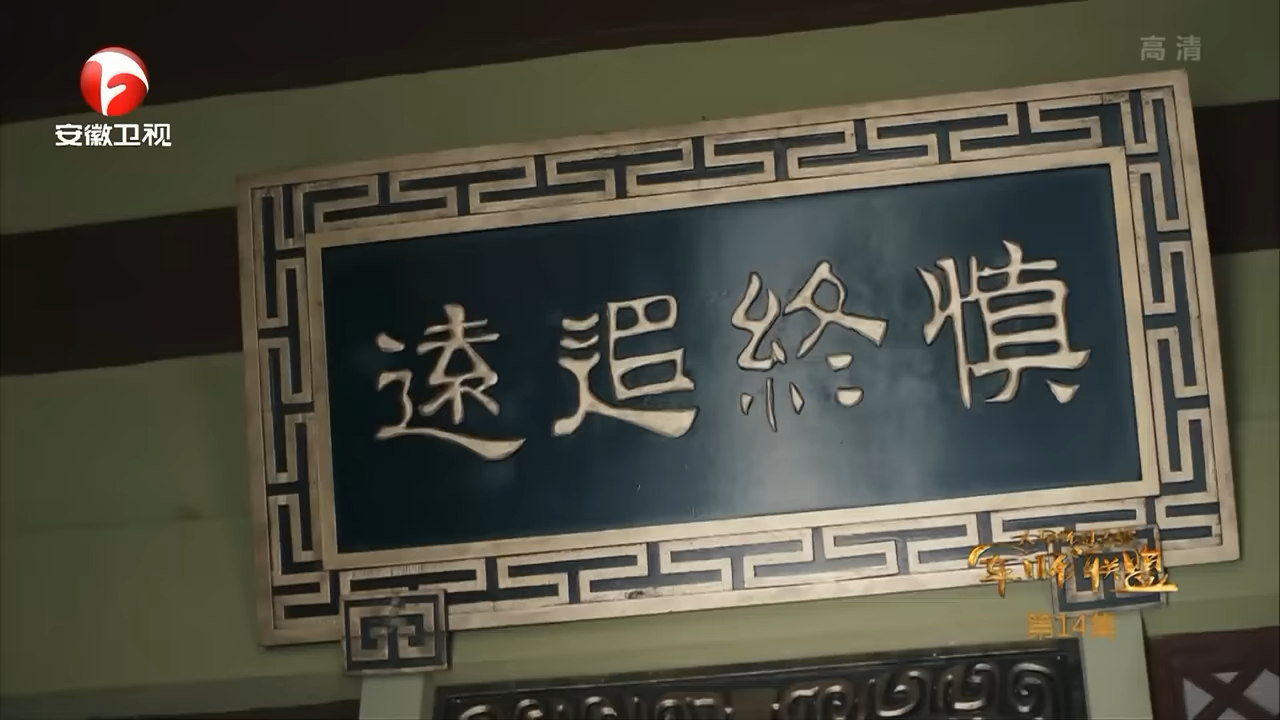 高清
安徽卫视
慎終追遠
军师联盟
第14集